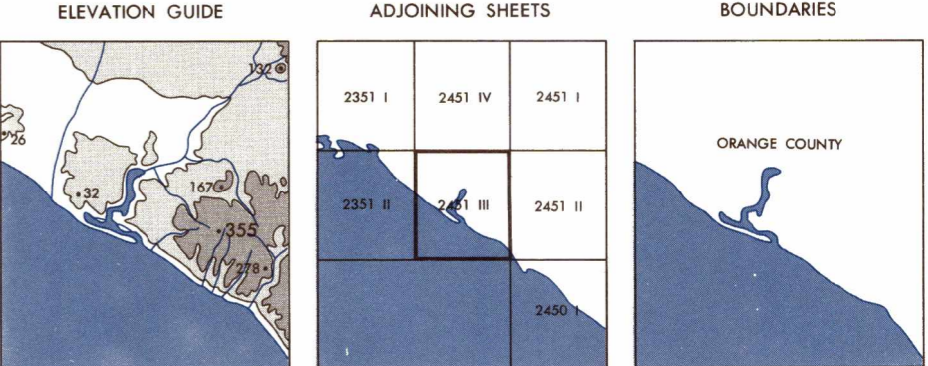 ELEVATION GUIDE
ADJOINING SHEETS
BOUNDARIES
132
26
32
167
355
278
2351 I
2451 IV
2451 I
2351 II
2451 III
2451 II
2450 I
ORANGE COUNTY